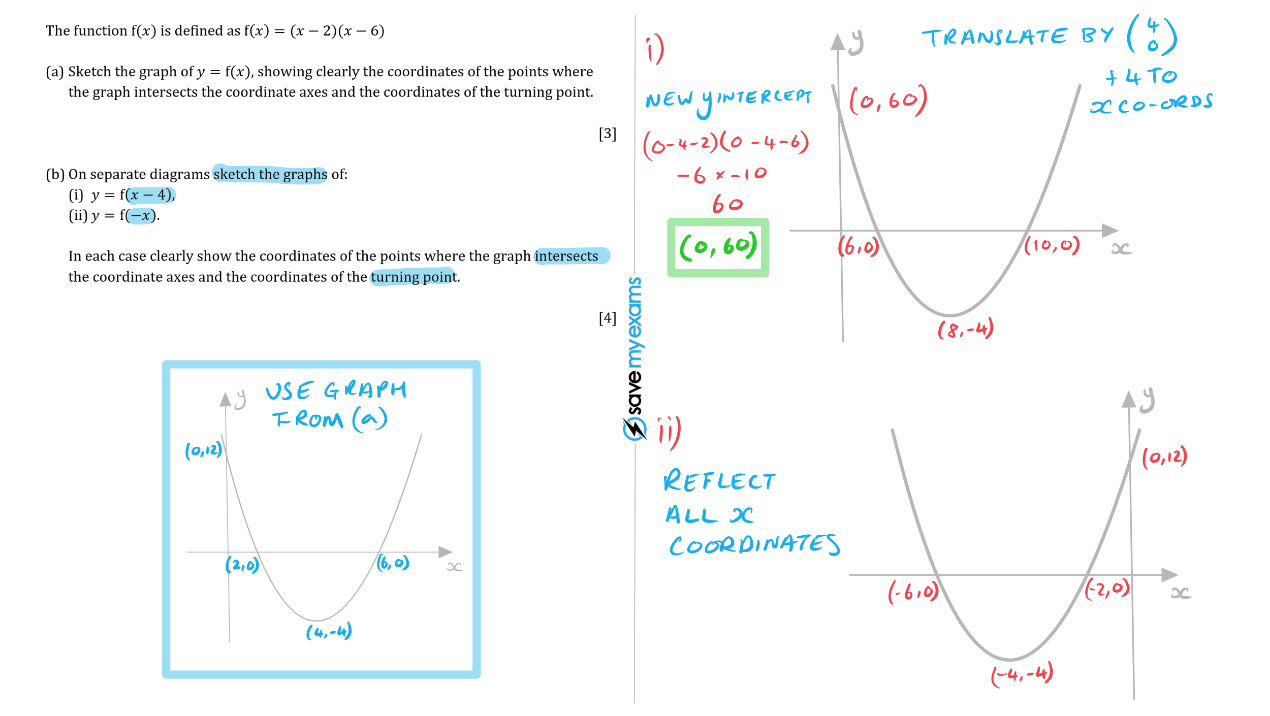 The function f(x) is defined as f(x) = (x − 2)(x − 6)
(a) Sketch the graph of y = f(x), showing clearly the coordinates of the points where
the graph intersects the coordinate axes and the coordinates of the turning point.
[3]
(b) On separate diagrams sketch the graphs of:
(i) y = f(x − 4),
(ii) y = f(−x).
In each case clearly show the coordinates of the points where the graph intersects
the coordinate axes and the coordinates of the turning point.
[4]
USE GRAPH
FROM (a)
y
(0,12)
(2,0)
(6,0)
x
(4,-4)
savemyexams
i)
TRANSLATE BY (4 0)
+ 4 TO
x CO-ORDS
NEW y INTERCEPT
(0-4-2)(0-4-6)
-6 × -10
60
(0, 60)
y
(0, 60)
(6,0)
(10,0)
x
(8,-4)
ii)
REFLECT
ALL x
COORDINATES
y
(0,12)
(-6,0)
(-2,0)
x
(-4,-4)